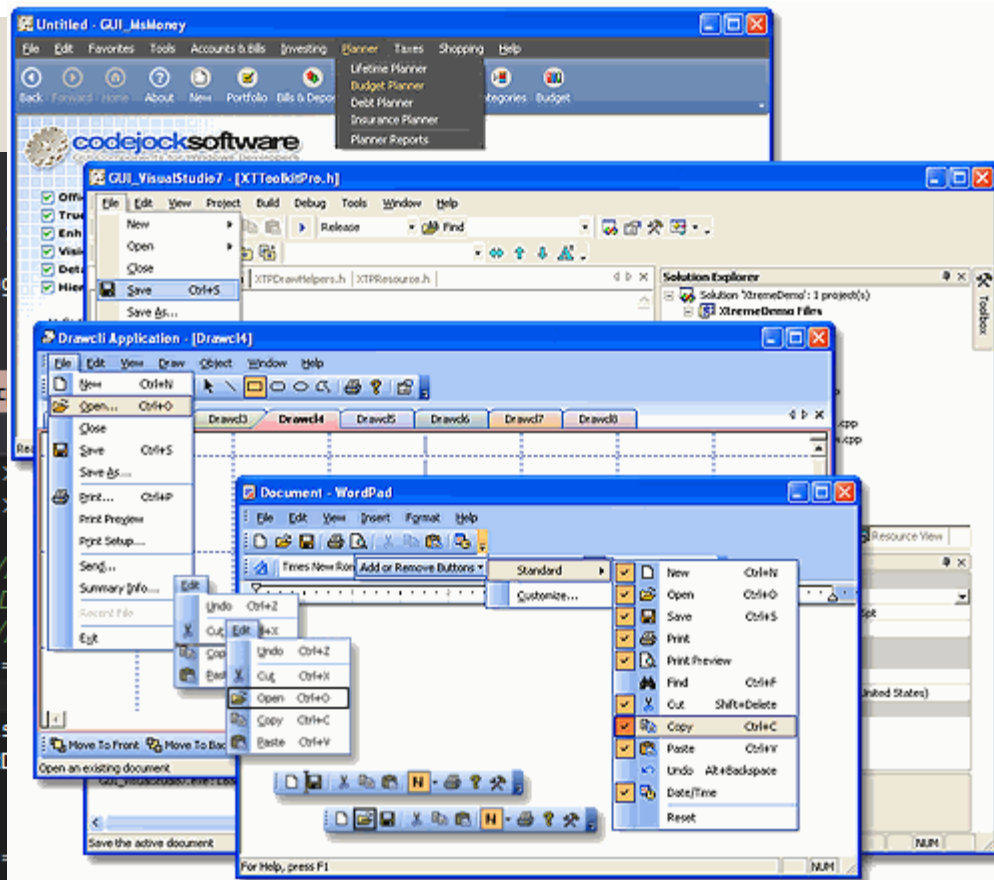 Untitled - GUI_MsMoney
File Edit Favorites Tools Accounts & Bills Investing Planner Taxes Shopping Help
Back Forward Home About New Portfolio Bills & Depo Budget
Lifetime Planner
Budget Planner
Debt Planner
Insurance Planner
Planner Reports
codejocksoftware
GUI_VisualStudio7 - [XTToolkitPro.h]
File Edit View Project Build Debug Tools Window Help
Release Find
New
Open
Close
Save Ctrl+S
Save As...
XTPDrawHelpers.h XTPResource.h
Solution Explorer
Solution 'XtremeDemo': 1 project(s)
XtremeDemo Files
Toolbox
Drawcli Application - [Drawcl4]
File Edit View Draw Object Window Help
New Ctrl+N
Open... Ctrl+O
Close
Save Ctrl+S
Save As...
Print... Ctrl+P
Print Preview
Print Setup...
Send...
Summary Info...
Recent File
Exit
Drawcl3 Drawcl4 Drawcl5 Drawcl6 Drawcl7 Drawcl8
.cpp
Resource View
United States)
Edit
Undo Ctrl+Z
Cut
Edit
Undo Ctrl+Z
Cut Ctrl+X
Open Ctrl+O
Copy Ctrl+C
Paste Ctrl+V
Move To Front Move To Bac
Open an existing document
Save the active document
NUM
Document - WordPad
File Edit View Insert Format Help
Times New Rom Add or Remove Buttons
Standard
Customize...
New Ctrl+N
Open Ctrl+O
Save Ctrl+S
Print
Print Preview
Find Ctrl+F
Cut Shift+Delete
Copy Ctrl+C
Paste Ctrl+V
Undo Alt+Backspace
Date/Time
Reset
For Help, press F1
NUM